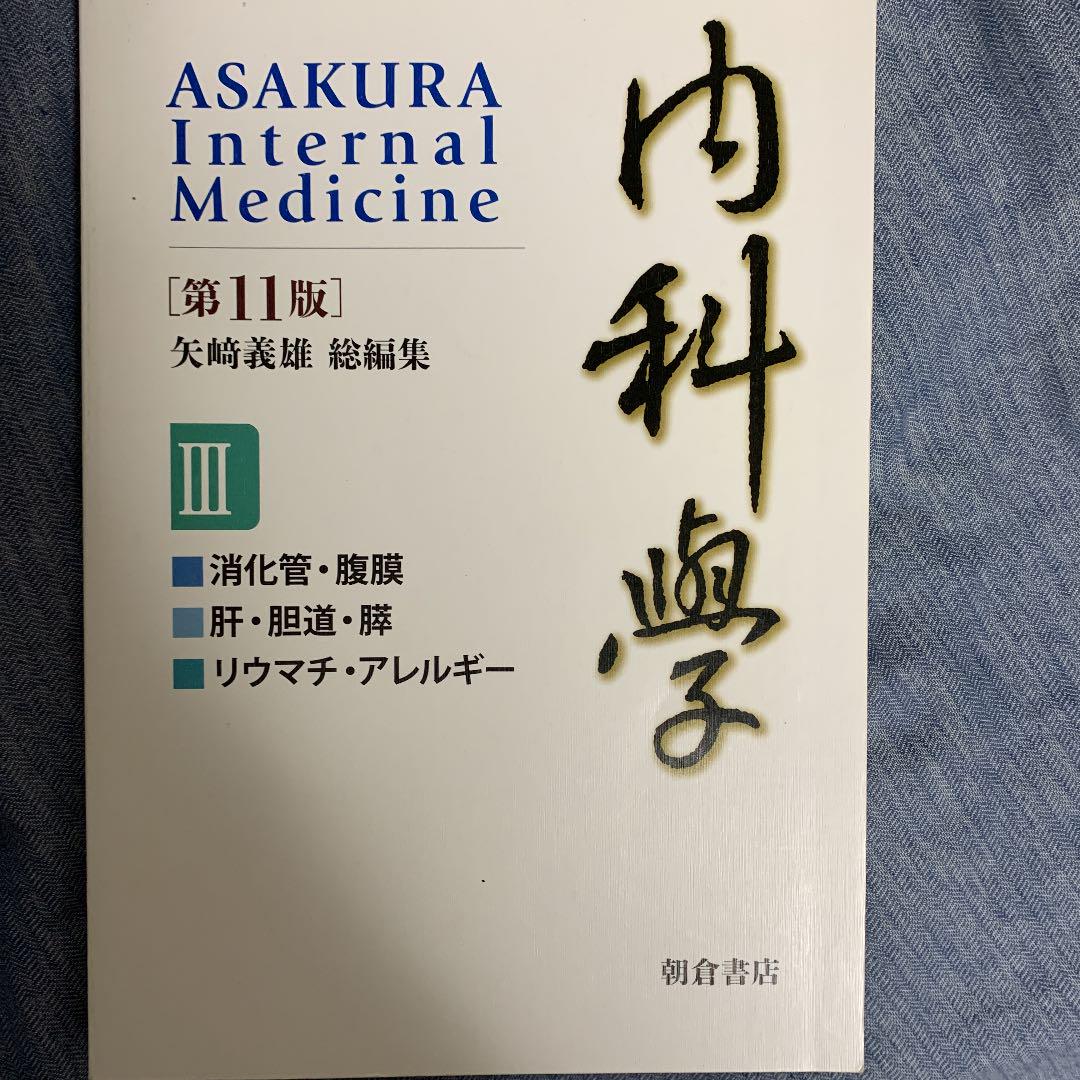 ASAKURA
Internal
Medicine
[第11版]
矢﨑義雄 総編集
III
■消化管・腹膜
■肝・胆道・膵
■リウマチ・アレルギー
内科學
朝倉書店